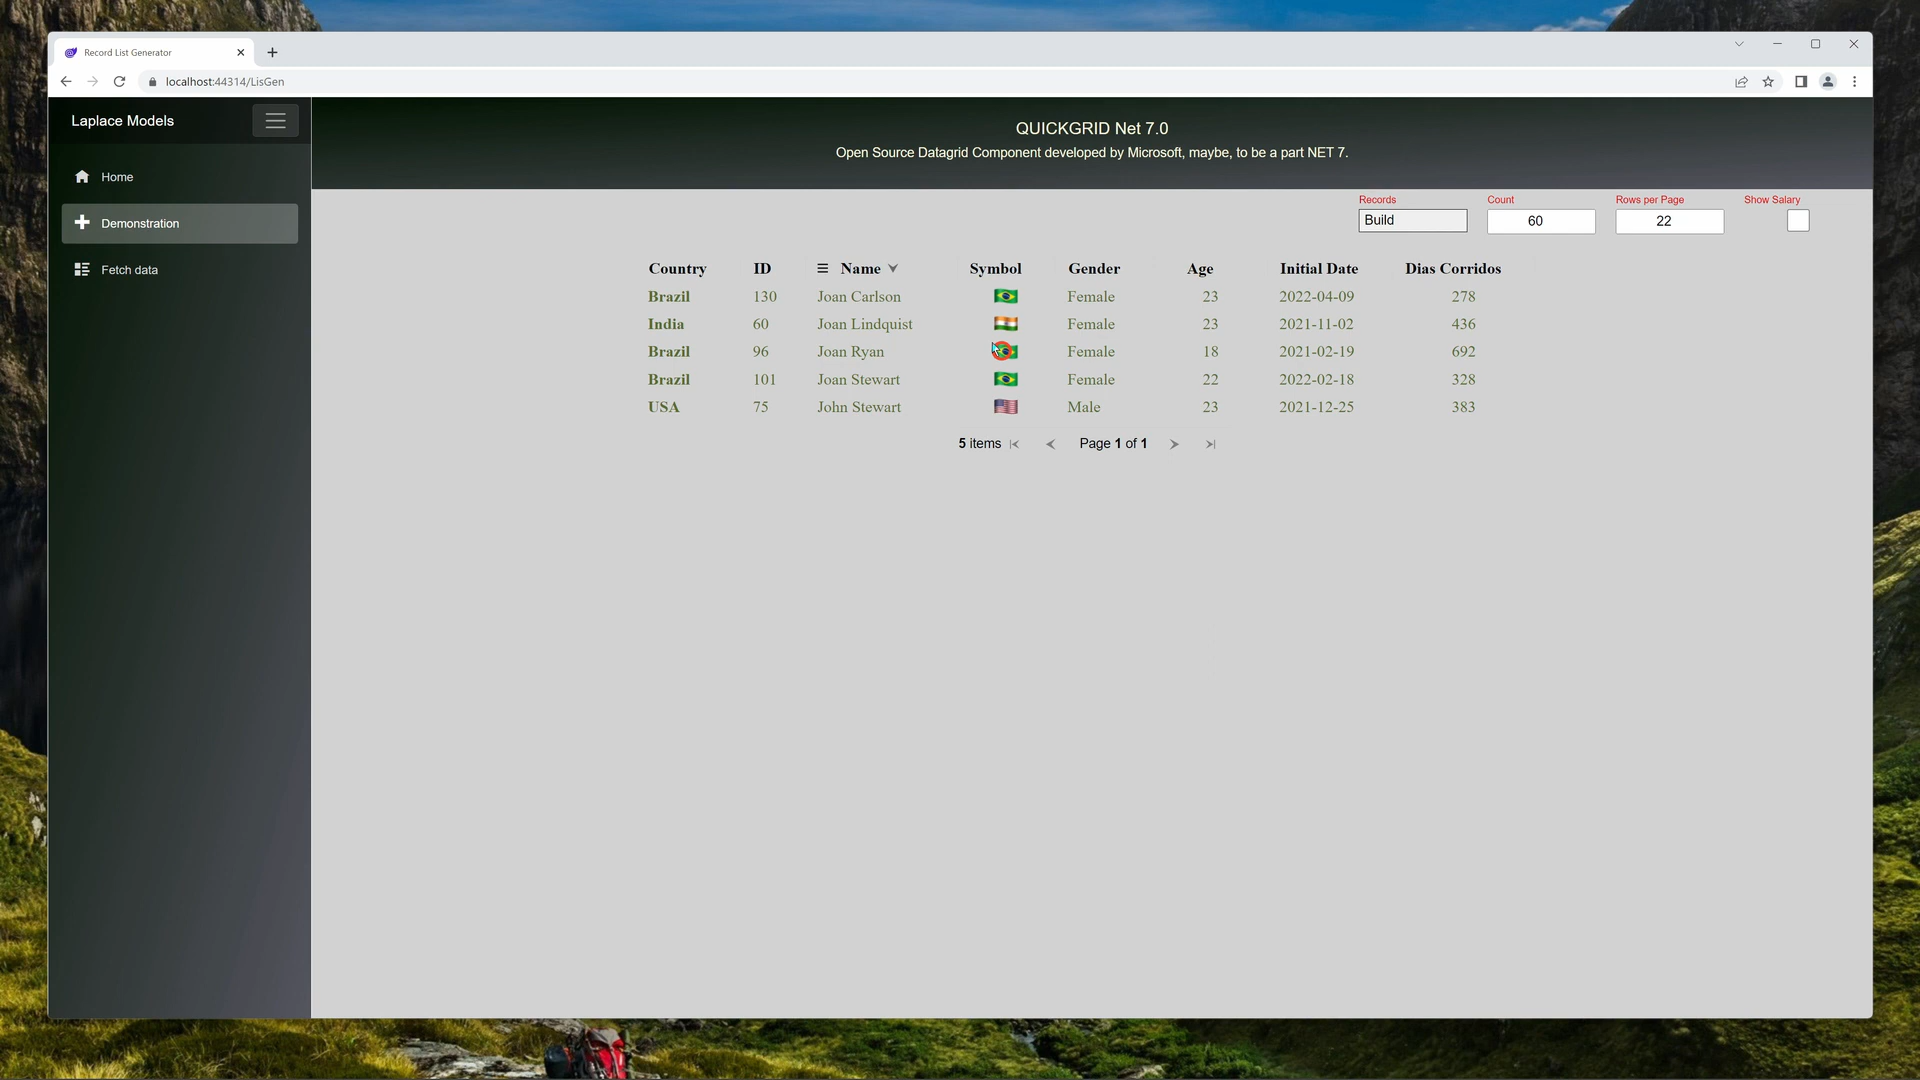 Record List Generator
localhost:44314/LisGen
Laplace Models
Home
Demonstration
Fetch data
QUICKGRID Net 7.0
Open Source Datagrid Component developed by Microsoft, maybe, to be a part NET 7.
Records Count Rows per Page Show Salary
Build 60 22
Country ID Name Symbol Gender Age Initial Date Dias Corridos
Brazil 130 Joan Carlson Female 23 2022-04-09 278
India 60 Joan Lindquist Female 23 2021-11-02 436
Brazil 96 Joan Ryan Female 18 2021-02-19 692
Brazil 101 Joan Stewart Female 22 2022-02-18 328
USA 75 John Stewart Male 23 2021-12-25 383
5 items Page 1 of 1